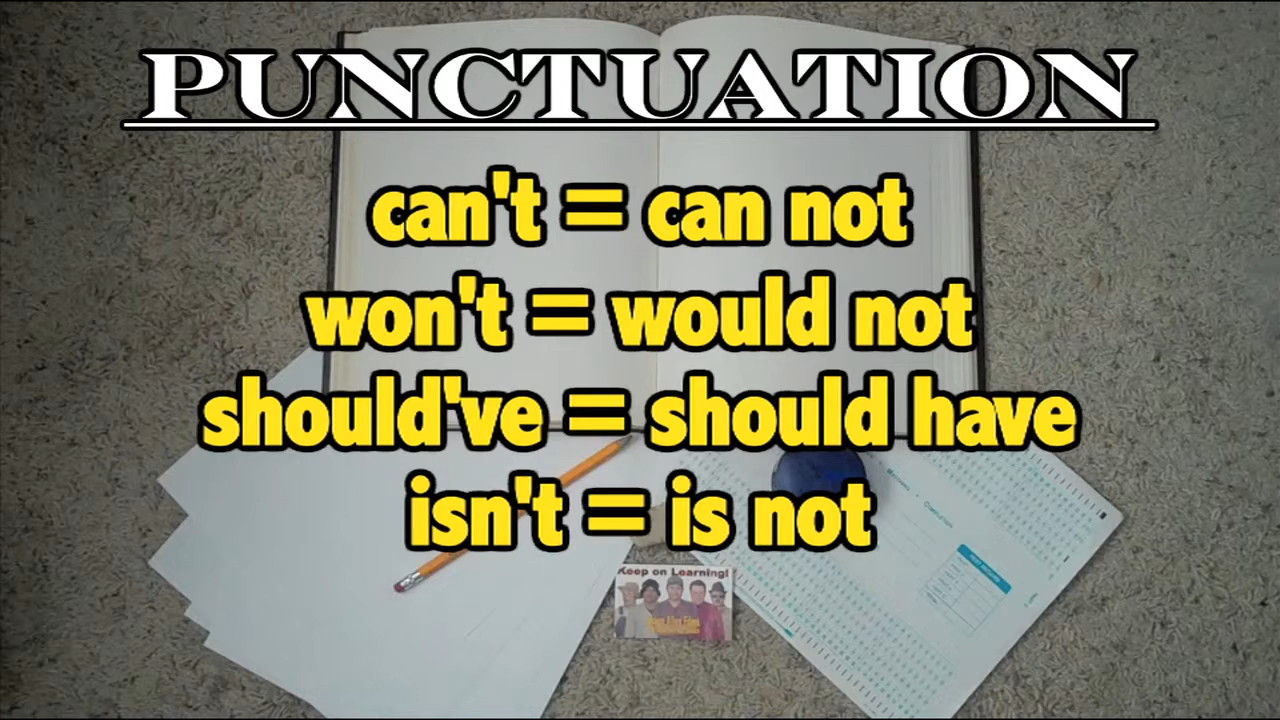 PUNCTUATION
can't = can not
won't = would not
should've = should have
isn't = is not
Keep on Learning!